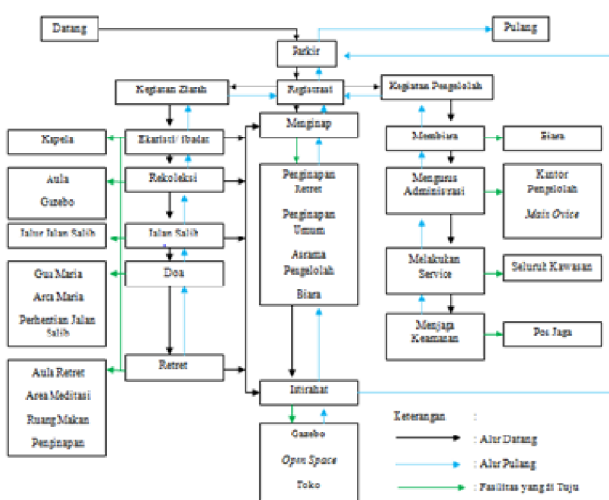 Datang
Pulang
Parkir
Kegiatan Ziarah
Registrasi
Kegiatan Pengelolah
Menginap
Kapela
Ekaristi/ Ibadat
Membiara
Biara
Aula
Gazebo
Rekoleksi
Penginapan
Retret
Penginapan
Umum
Asrama
Pengelolah
Biara
Mengurus
Administrasi
Kantor
Pengelolah
Main Ovice
Jalur Jalan Salib
Jalan Salib
Gua Maria
Arca Maria
Perhentian Jalan
Salib
Doa
Melakukan
Service
Seluruh Kawasan
Menjaga
Keamanan
Pos Jaga
Aula Retret
Area Meditasi
Ruang Makan
Penginapan
Retret
Istirahat
Gazebo
Open Space
Toko
Keterangan :
: Alur Datang
: Alur Pulang
: Fasilitas yang di Tuju